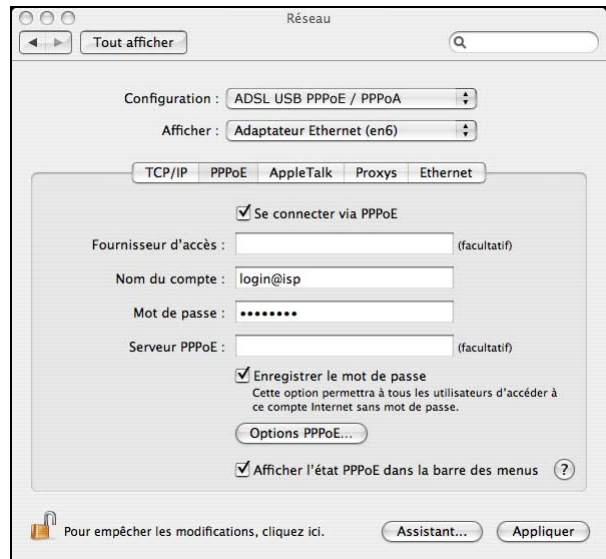 Réseau
Tout afficher
Configuration : ADSL USB PPPoE / PPPoA
Afficher : Adaptateur Ethernet (en6)
TCP/IP PPPoE AppleTalk Proxys Ethernet
Se connecter via PPPoE
Fournisseur d'accès : (facultatif)
Nom du compte : login@isp
Mot de passe : ••••••••
Serveur PPPoE : (facultatif)
Enregistrer le mot de passe
Cette option permettra à tous les utilisateurs d'accéder à
ce compte Internet sans mot de passe.
Options PPPoE...
Afficher l'état PPPoE dans la barre des menus ?
Pour empêcher les modifications, cliquez ici. Assistant... Appliquer